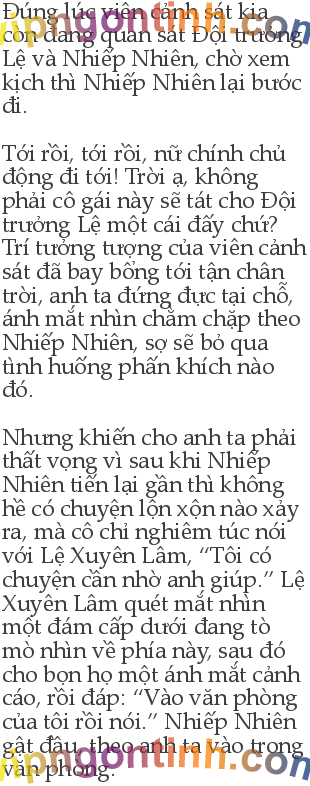 Đúng lúc viên cảnh sát kia
còn đang quan sát Đội trưởng
Lệ và Nhiếp Nhiên, chờ xem
kịch thì Nhiếp Nhiên lại bước
đi.
Tới rồi, tới rồi, nữ chính chủ
động đi tới! Trời ạ, không
phải cô gái này sẽ tát cho Đội
trưởng Lệ một cái đấy chứ?
Trí tưởng tượng của viên cảnh
sát đã bay bổng tới tận chân
trời, anh ta đứng đực tại chỗ,
ánh mắt nhìn chằm chặp theo
Nhiếp Nhiên, sợ sẽ bỏ qua
tình huống phấn khích nào
đó.
Nhưng khiến cho anh ta phải
thất vọng vì sau khi Nhiếp
Nhiên tiến lại gần thì không
hề có chuyện lộn xộn nào xảy
ra, mà cô chỉ nghiêm túc nói
với Lệ Xuyên Lâm, “Tôi có
chuyện cần nhờ anh giúp.” Lệ
Xuyên Lâm quét mắt nhìn
một đám cấp dưới đang tò
mò nhìn về phía này, sau đó
cho bọn họ một ánh mắt cảnh
cáo, rồi đáp: “Vào văn phòng
của tôi rồi nói.” Nhiếp Nhiên
gật đầu, theo anh ta vào trong
văn phòng.
vipngontinh.com
vipngontinh.com